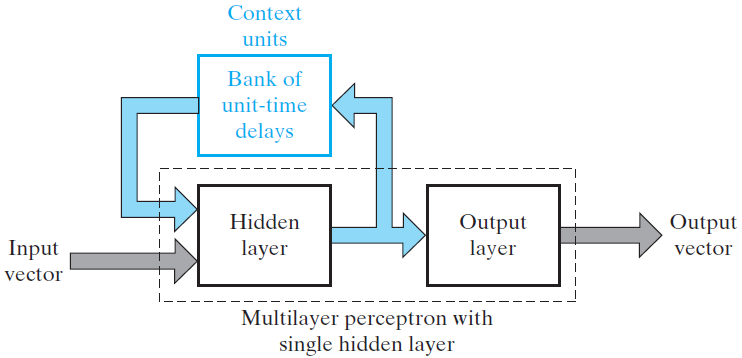 Context
units
Bank of
unit-time
delays
Hidden
layer
Output
layer
Output
vector
Input
vector
Multilayer perceptron with
single hidden layer